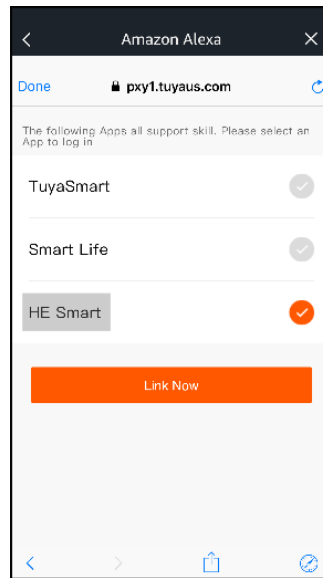 Amazon Alexa
Done pxy1.tuyaus.com
The following Apps all support skill. Please select an
App to log in
TuyaSmart
Smart Life
HE Smart
Link Now